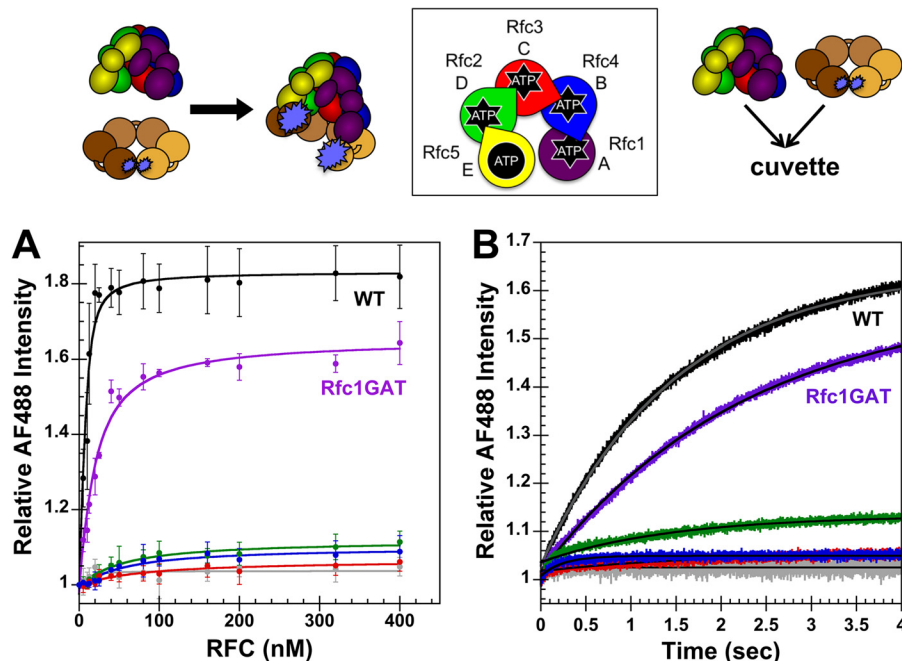 Rfc3
C
Rfc2
D
Rfc4
B
ATP
ATP
ATP
Rfc5
E
Rfc1
A
ATP
ATP
cuvette
A
Relative AF488 Intensity
1.8
1.6
1.4
1.2
1
WT
Rfc1GAT
0
100
200
300
400
RFC (nM)
B
Relative AF488 Intensity
1.7
1.6
1.5
1.4
1.3
1.2
1.1
1
WT
Rfc1GAT
0
0.5
1
1.5
2
2.5
3
3.5
4
Time (sec)